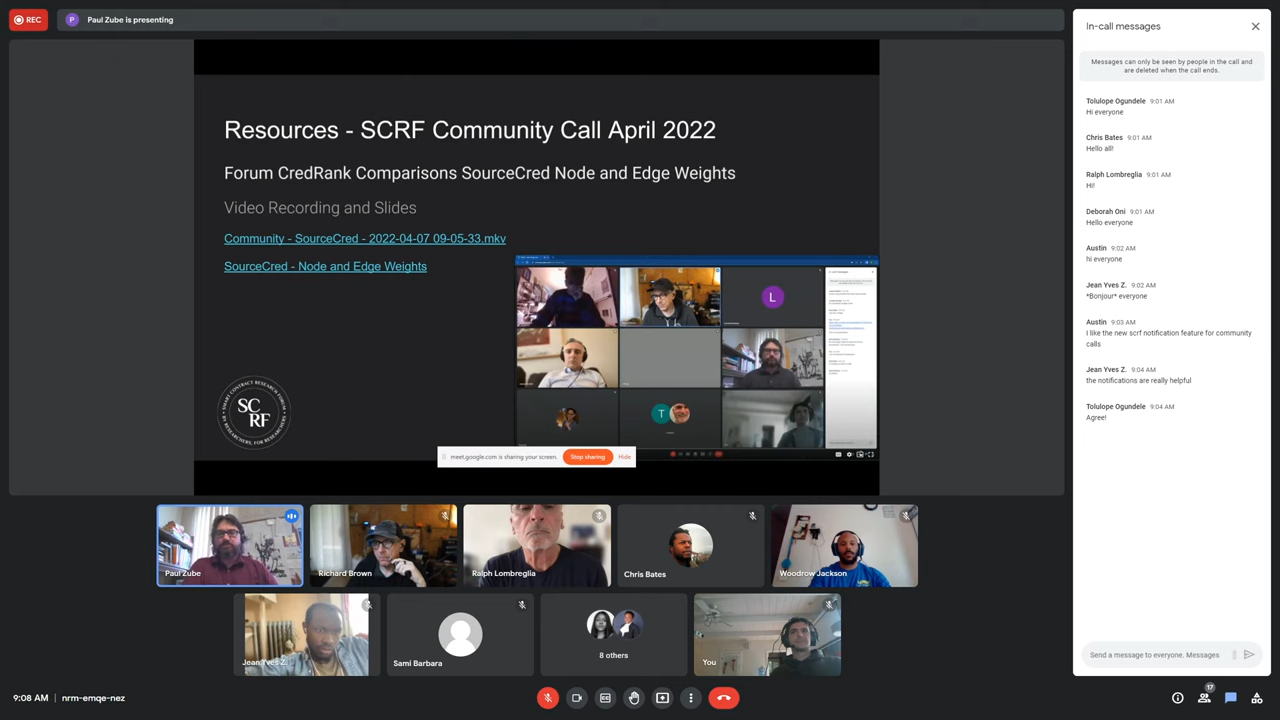 REC
P
Paul Zube is presenting
Resources - SCRF Community Call April 2022
Forum CredRank Comparisons SourceCred Node and Edge Weights
Video Recording and Slides
Community - SourceCred - 2022-04-07 09-05-33.mkv
SourceCred - Node and Edge Weights
SMART CONTRACT RESEARCH FORUM
SC
RF
L
T
meet.google.com is sharing your screen.
Stop sharing
Hide
Paul Zube
Richard Brown
Ralph Lombreglia
Chris Bates
Woodrow Jackson
Jean Yves Z.
Sami Barbara
8 others
You
9:08 AM
nrm-emqe-nez
In-call messages
Messages can only be seen by people in the call and
are deleted when the call ends.
Tolulope Ogundele 9:01 AM
Hi everyone
Chris Bates 9:01 AM
Hello all!
Ralph Lombreglia 9:01 AM
Hi!
Deborah Oni 9:01 AM
Hello everyone
Austin 9:02 AM
hi everyone
Jean Yves Z. 9:02 AM
*Bonjour* everyone
Austin 9:03 AM
I like the new scrf notification feature for community
calls
Jean Yves Z. 9:04 AM
the notifications are really helpful
Tolulope Ogundele 9:04 AM
Agree!
Send a message to everyone. Messages
17